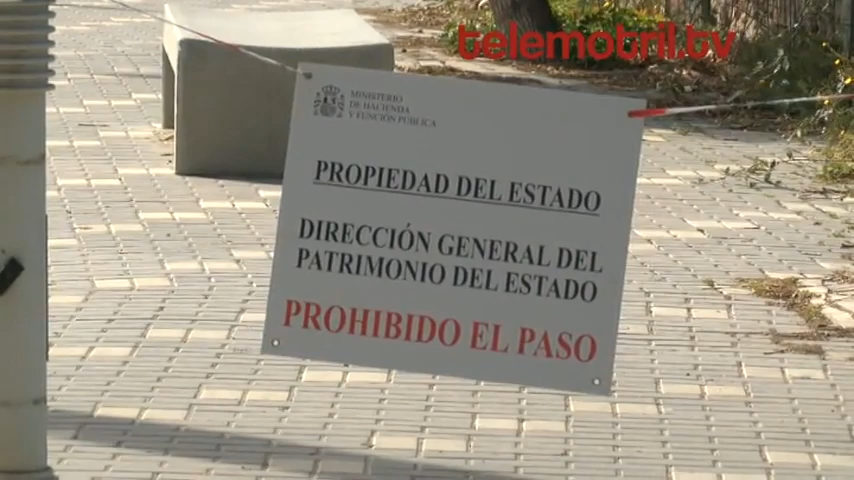 telemotril.tv
MINISTERIO
DE HACIENDA
Y FUNCIÓN PÚBLICA
PROPIEDAD DEL ESTADO
DIRECCIÓN GENERAL DEL
PATRIMONIO DEL ESTADO
PROHIBIDO EL PASO